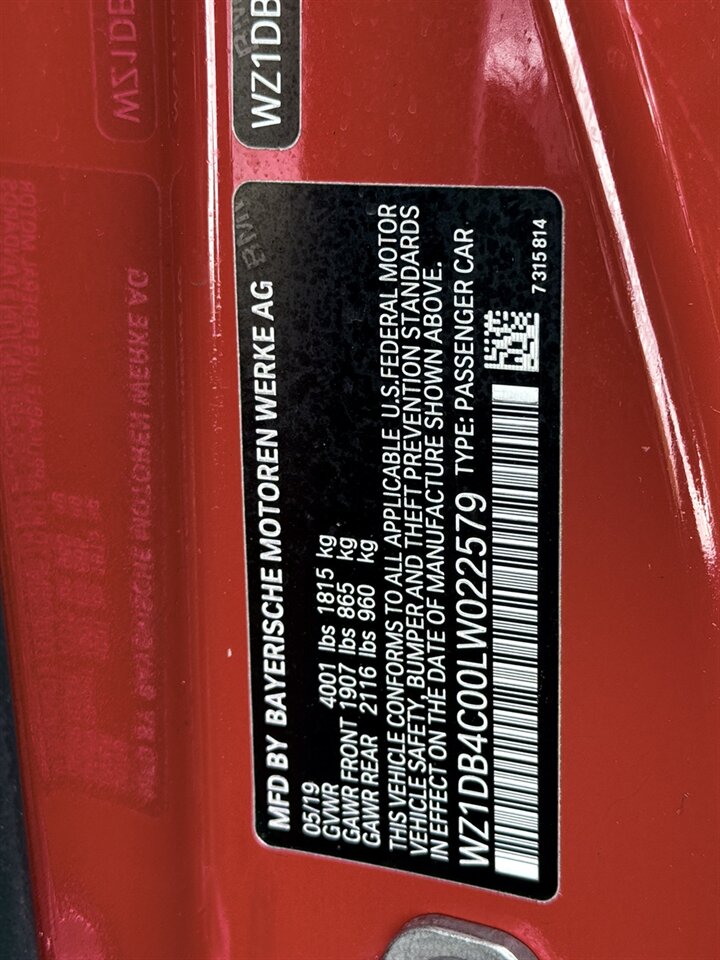 WZ1DB
MFD BY BAYERISCHE MOTOREN WERKE AG
05/19
GVWR 4001 lbs 1815 kg
GAWR FRONT 1907 lbs 865 kg
GAWR REAR 2116 lbs 960 kg
THIS VEHICLE CONFORMS TO ALL APPLICABLE U.S.FEDERAL MOTOR
VEHICLE SAFETY, BUMPER AND THEFT PREVENTION STANDARDS
IN EFFECT ON THE DATE OF MANUFACTURE SHOWN ABOVE.
WZ1DB4C00LW022579 TYPE: PASSENGER CAR
7 315 814